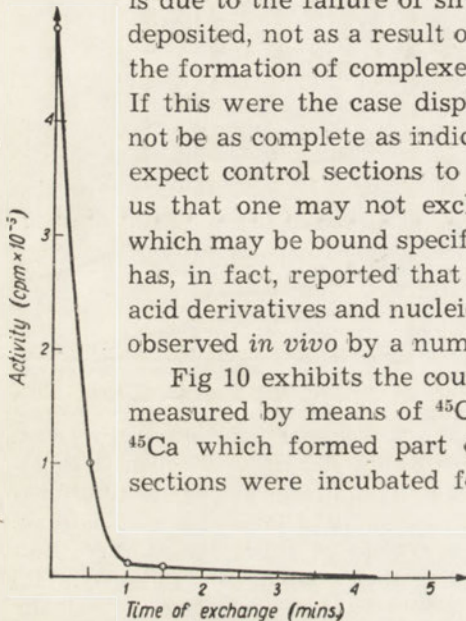 is due to the failure of
deposited, not as a result o
the formation of complexe
If this were the case disp
not be as complete as indic
expect control sections to
us that one may not exc
which may be bound specif
has, in fact, reported that
acid derivatives and nuclei
observed in vivo by a num
Fig 10 exhibits the cou
measured by means of ⁴⁵C
⁴⁵Ca which formed part
sections were incubated f
Activity (cpm×10⁻³)
4
3
2
1
1 2 3 4 5
Time of exchange (mins.)